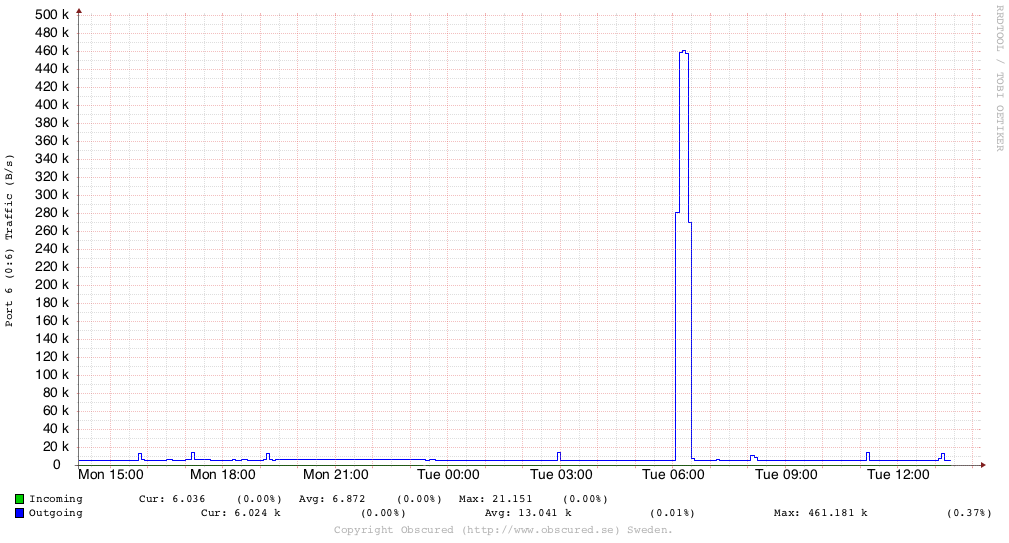 500 k
480 k
460 k
440 k
420 k
400 k
380 k
360 k
340 k
320 k
300 k
280 k
260 k
240 k
220 k
200 k
180 k
160 k
140 k
120 k
100 k
80 k
60 k
40 k
20 k
0
Port 6 (0:6) Traffic (B/s)
RRDTOOL / TOBI OETIKER
Mon 15:00 Mon 18:00 Mon 21:00 Tue 00:00 Tue 03:00 Tue 06:00 Tue 09:00 Tue 12:00
Incoming Cur: 6.036 (0.00%) Avg: 6.872 (0.00%) Max: 21.151 (0.00%)
Outgoing Cur: 6.024 k (0.00%) Avg: 13.041 k (0.01%) Max: 461.181 k (0.37%)
Copyright Obscured (http://www.obscured.se) Sweden.